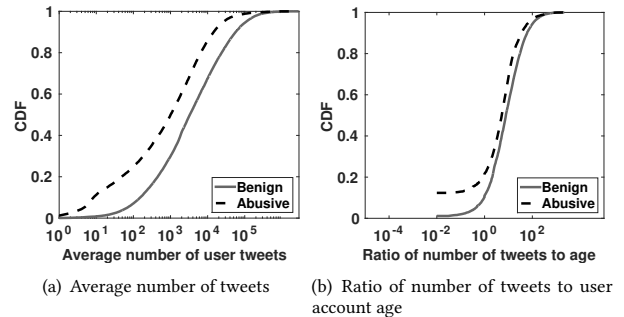 1
0.8
0.6
0.4
0.2
0
CDF
Benign
Abusive
10^0 10^1 10^2 10^3 10^4 10^5
Average number of user tweets
(a) Average number of tweets
1
0.8
0.6
0.4
0.2
0
CDF
Benign
Abusive
10^-4 10^-2 10^0 10^2
Ratio of number of tweets to age
(b) Ratio of number of tweets to user
account age